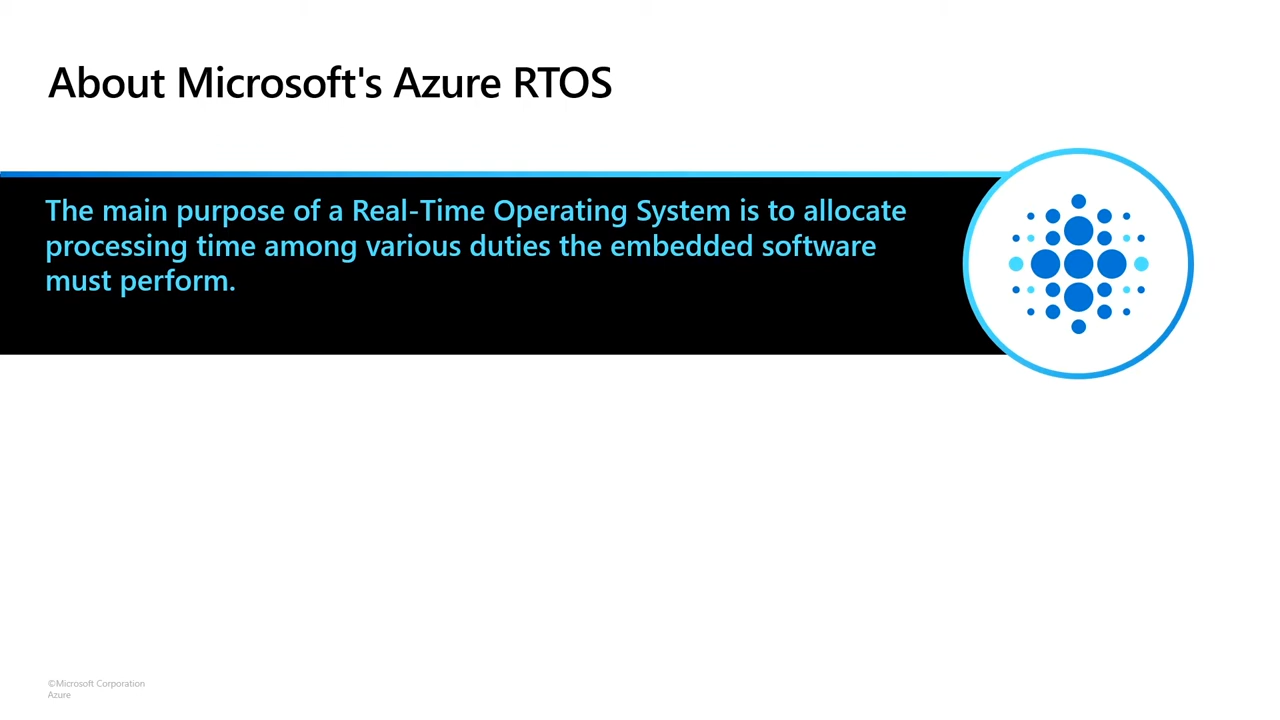 About Microsoft's Azure RTOS
The main purpose of a Real-Time Operating System is to allocate
processing time among various duties the embedded software
must perform.
©Microsoft Corporation
Azure